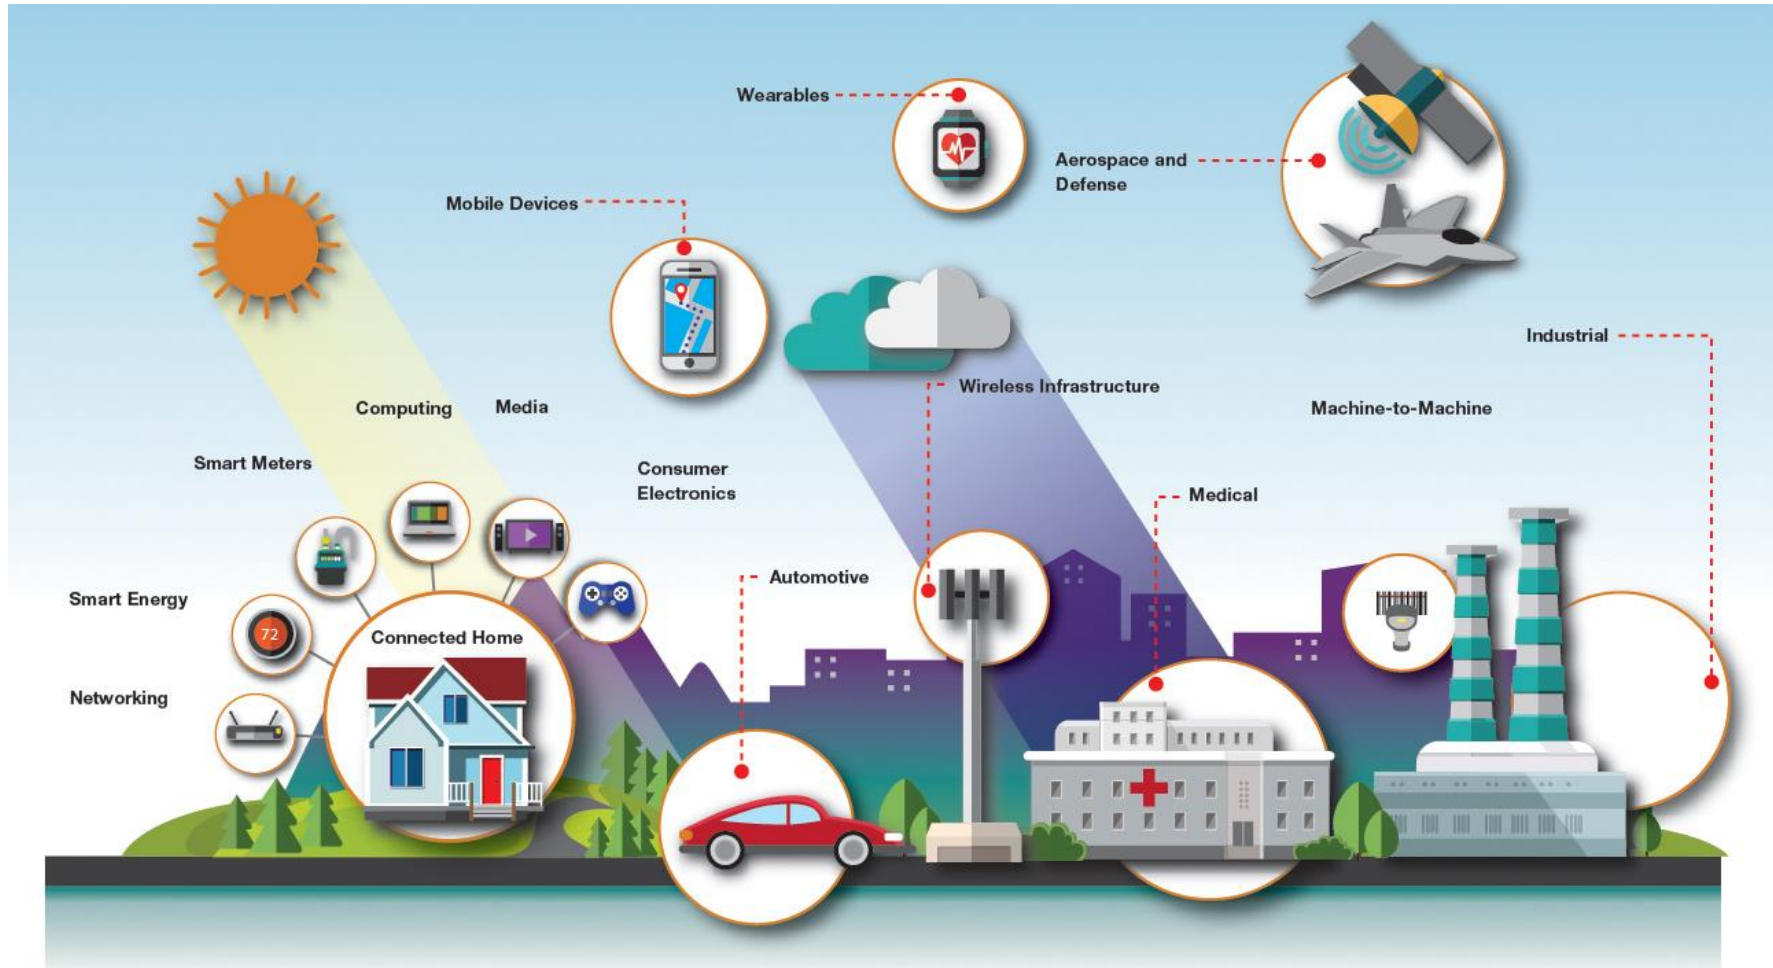 Wearables
Aerospace and
Defense
Mobile Devices
Industrial
Wireless Infrastructure
Computing
Media
Machine-to-Machine
Smart Meters
Consumer
Electronics
Medical
Automotive
Smart Energy
72
Connected Home
Networking